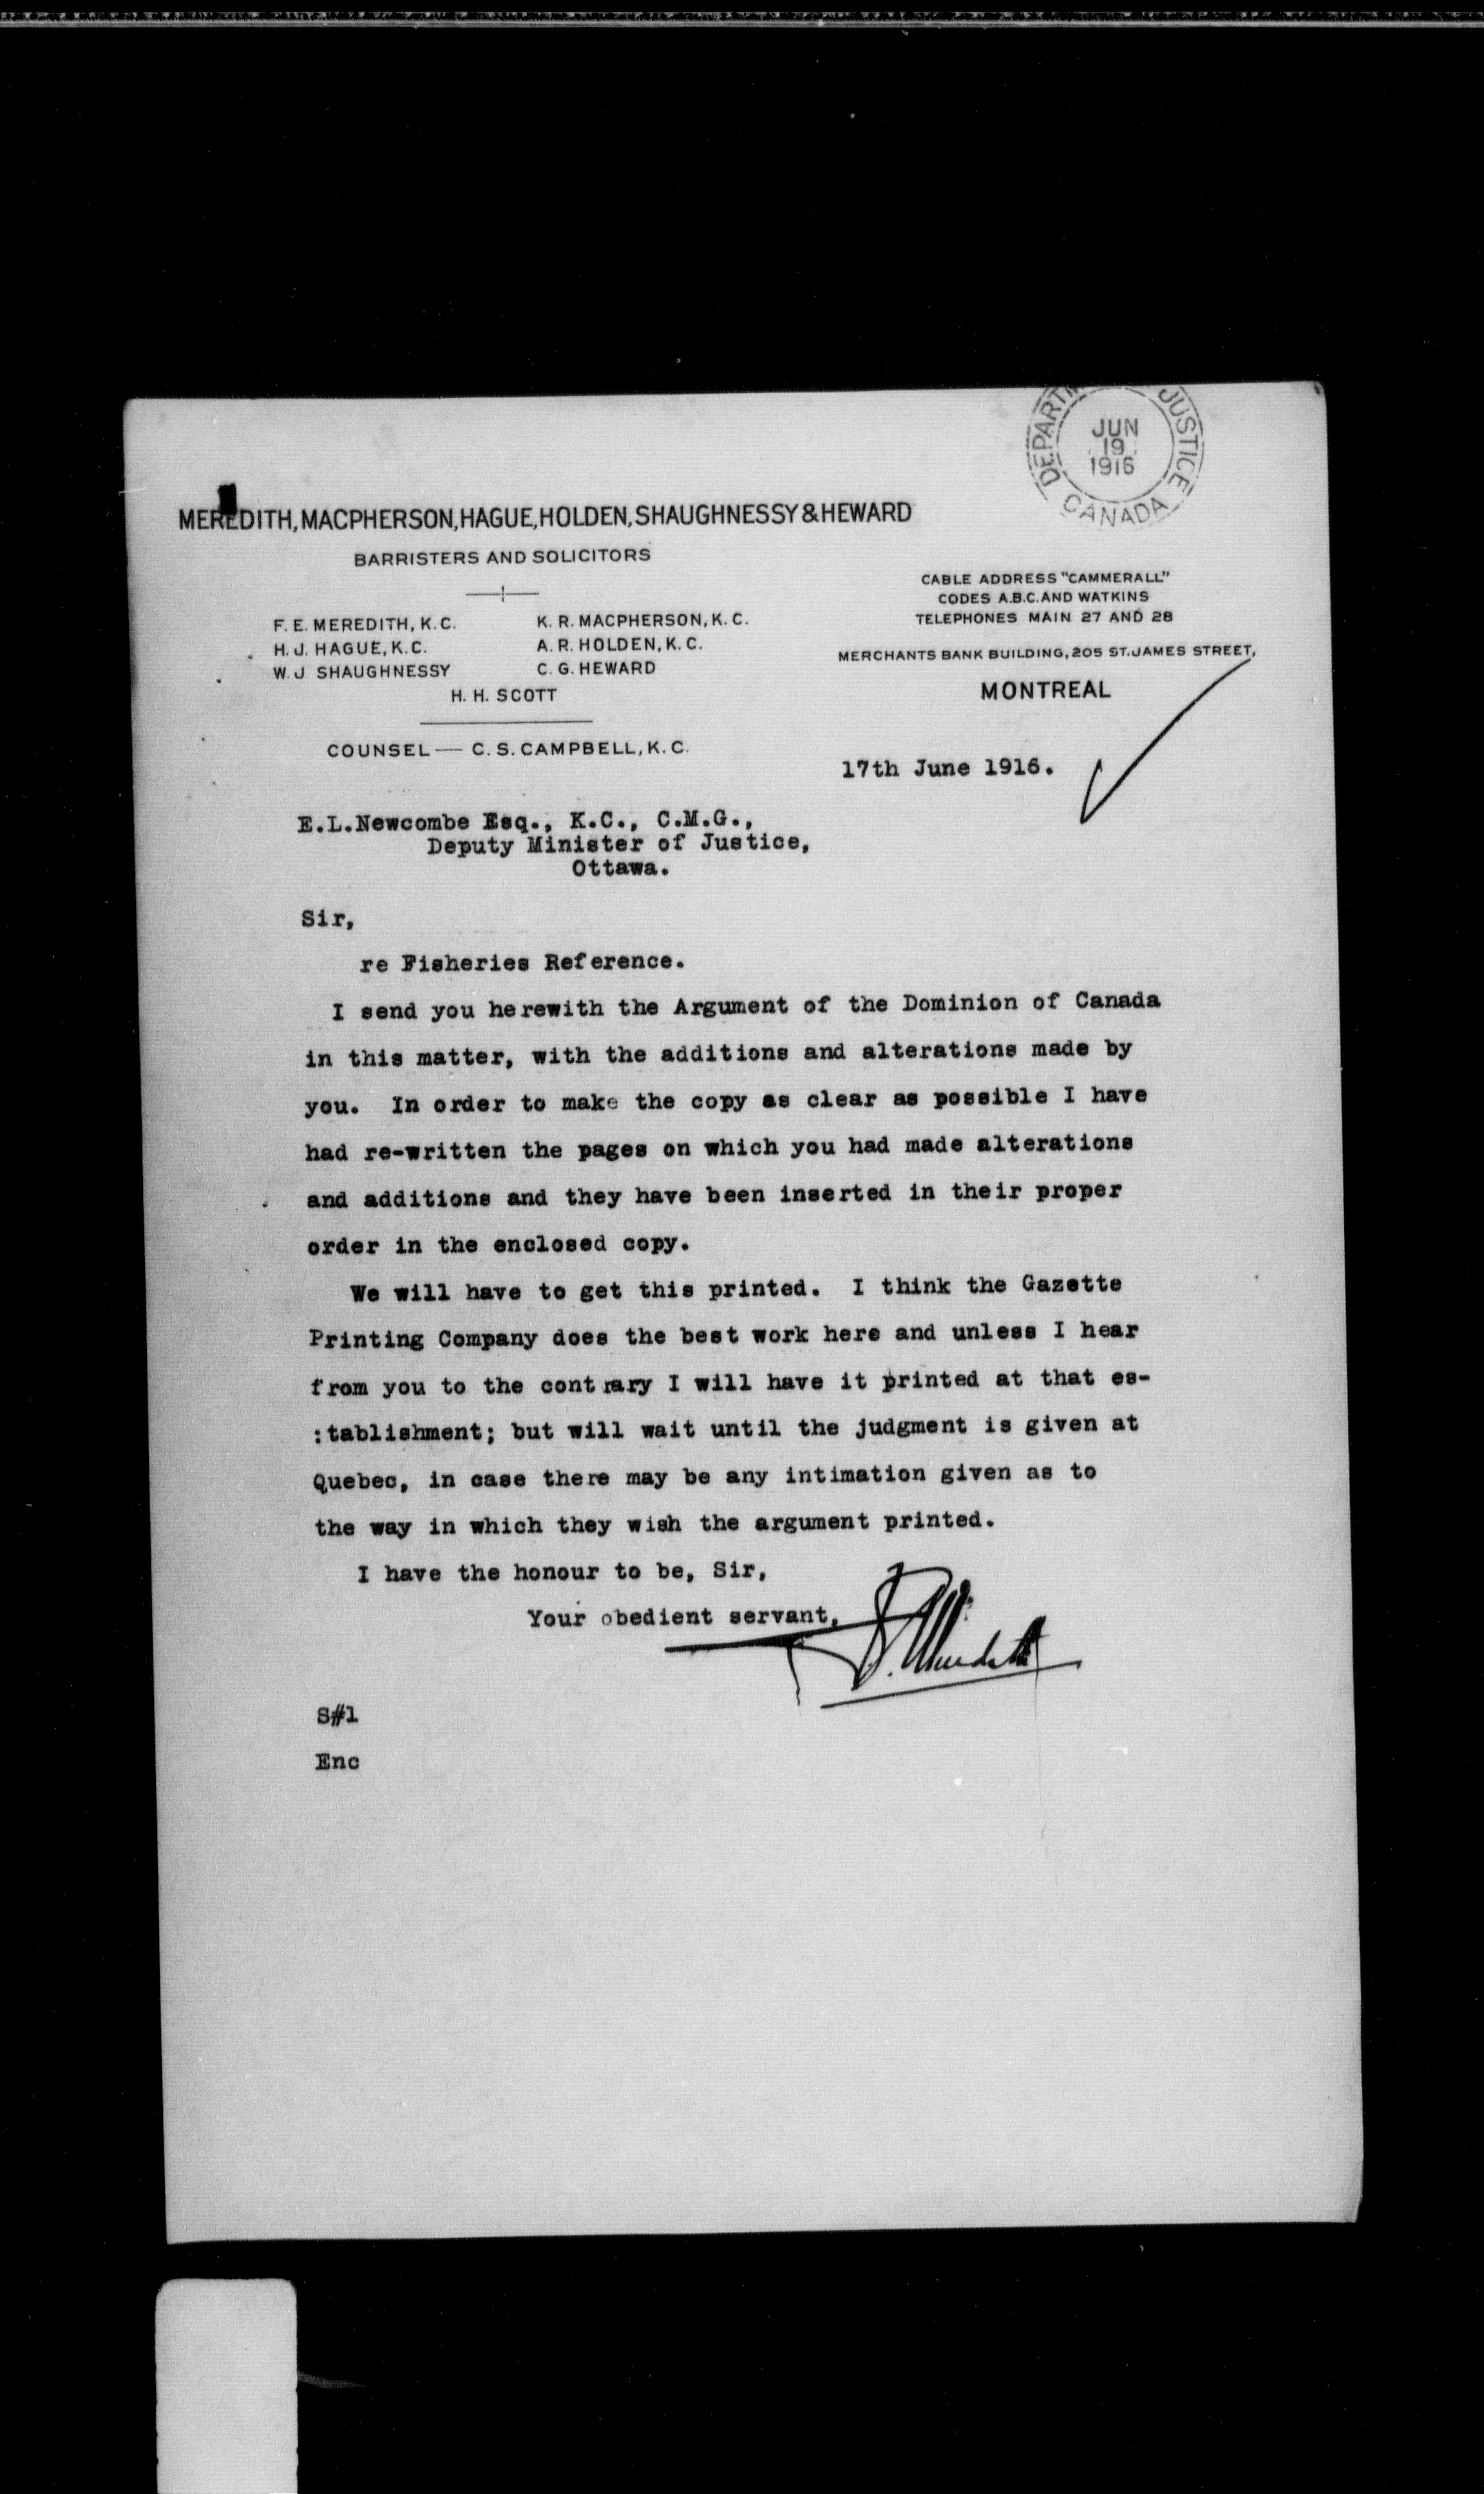 DEPARTM JUSTICE
JUN
19
1916
CANADA
MEREDITH, MACPHERSON, HAGUE, HOLDEN, SHAUGHNESSY & HEWARD
BARRISTERS AND SOLICITORS
F. E. MEREDITH, K.C. K. R. MACPHERSON, K.C.
H. J. HAGUE, K.C. A. R. HOLDEN, K.C.
W. J SHAUGHNESSY C. G. HEWARD
H. H. SCOTT
COUNSEL — C. S. CAMPBELL, K.C.
CABLE ADDRESS "CAMMERALL"
CODES A.B.C. AND WATKINS
TELEPHONES MAIN 27 AND 28
MERCHANTS BANK BUILDING, 205 ST. JAMES STREET,
MONTREAL
17th June 1916.
E.L.Newcombe Esq., K.C., C.M.G.,
Deputy Minister of Justice,
Ottawa.
Sir,
re Fisheries Reference.
I send you herewith the Argument of the Dominion of Canada
in this matter, with the additions and alterations made by
you. In order to make the copy as clear as possible I have
had re-written the pages on which you had made alterations
and additions and they have been inserted in their proper
order in the enclosed copy.
We will have to get this printed. I think the Gazette
Printing Company does the best work here and unless I hear
from you to the contrary I will have it printed at that es-
:tablishment; but will wait until the judgment is given at
Quebec, in case there may be any intimation given as to
the way in which they wish the argument printed.
I have the honour to be, Sir,
Your obedient servant,
F. E. Meredith
S#1
Enc